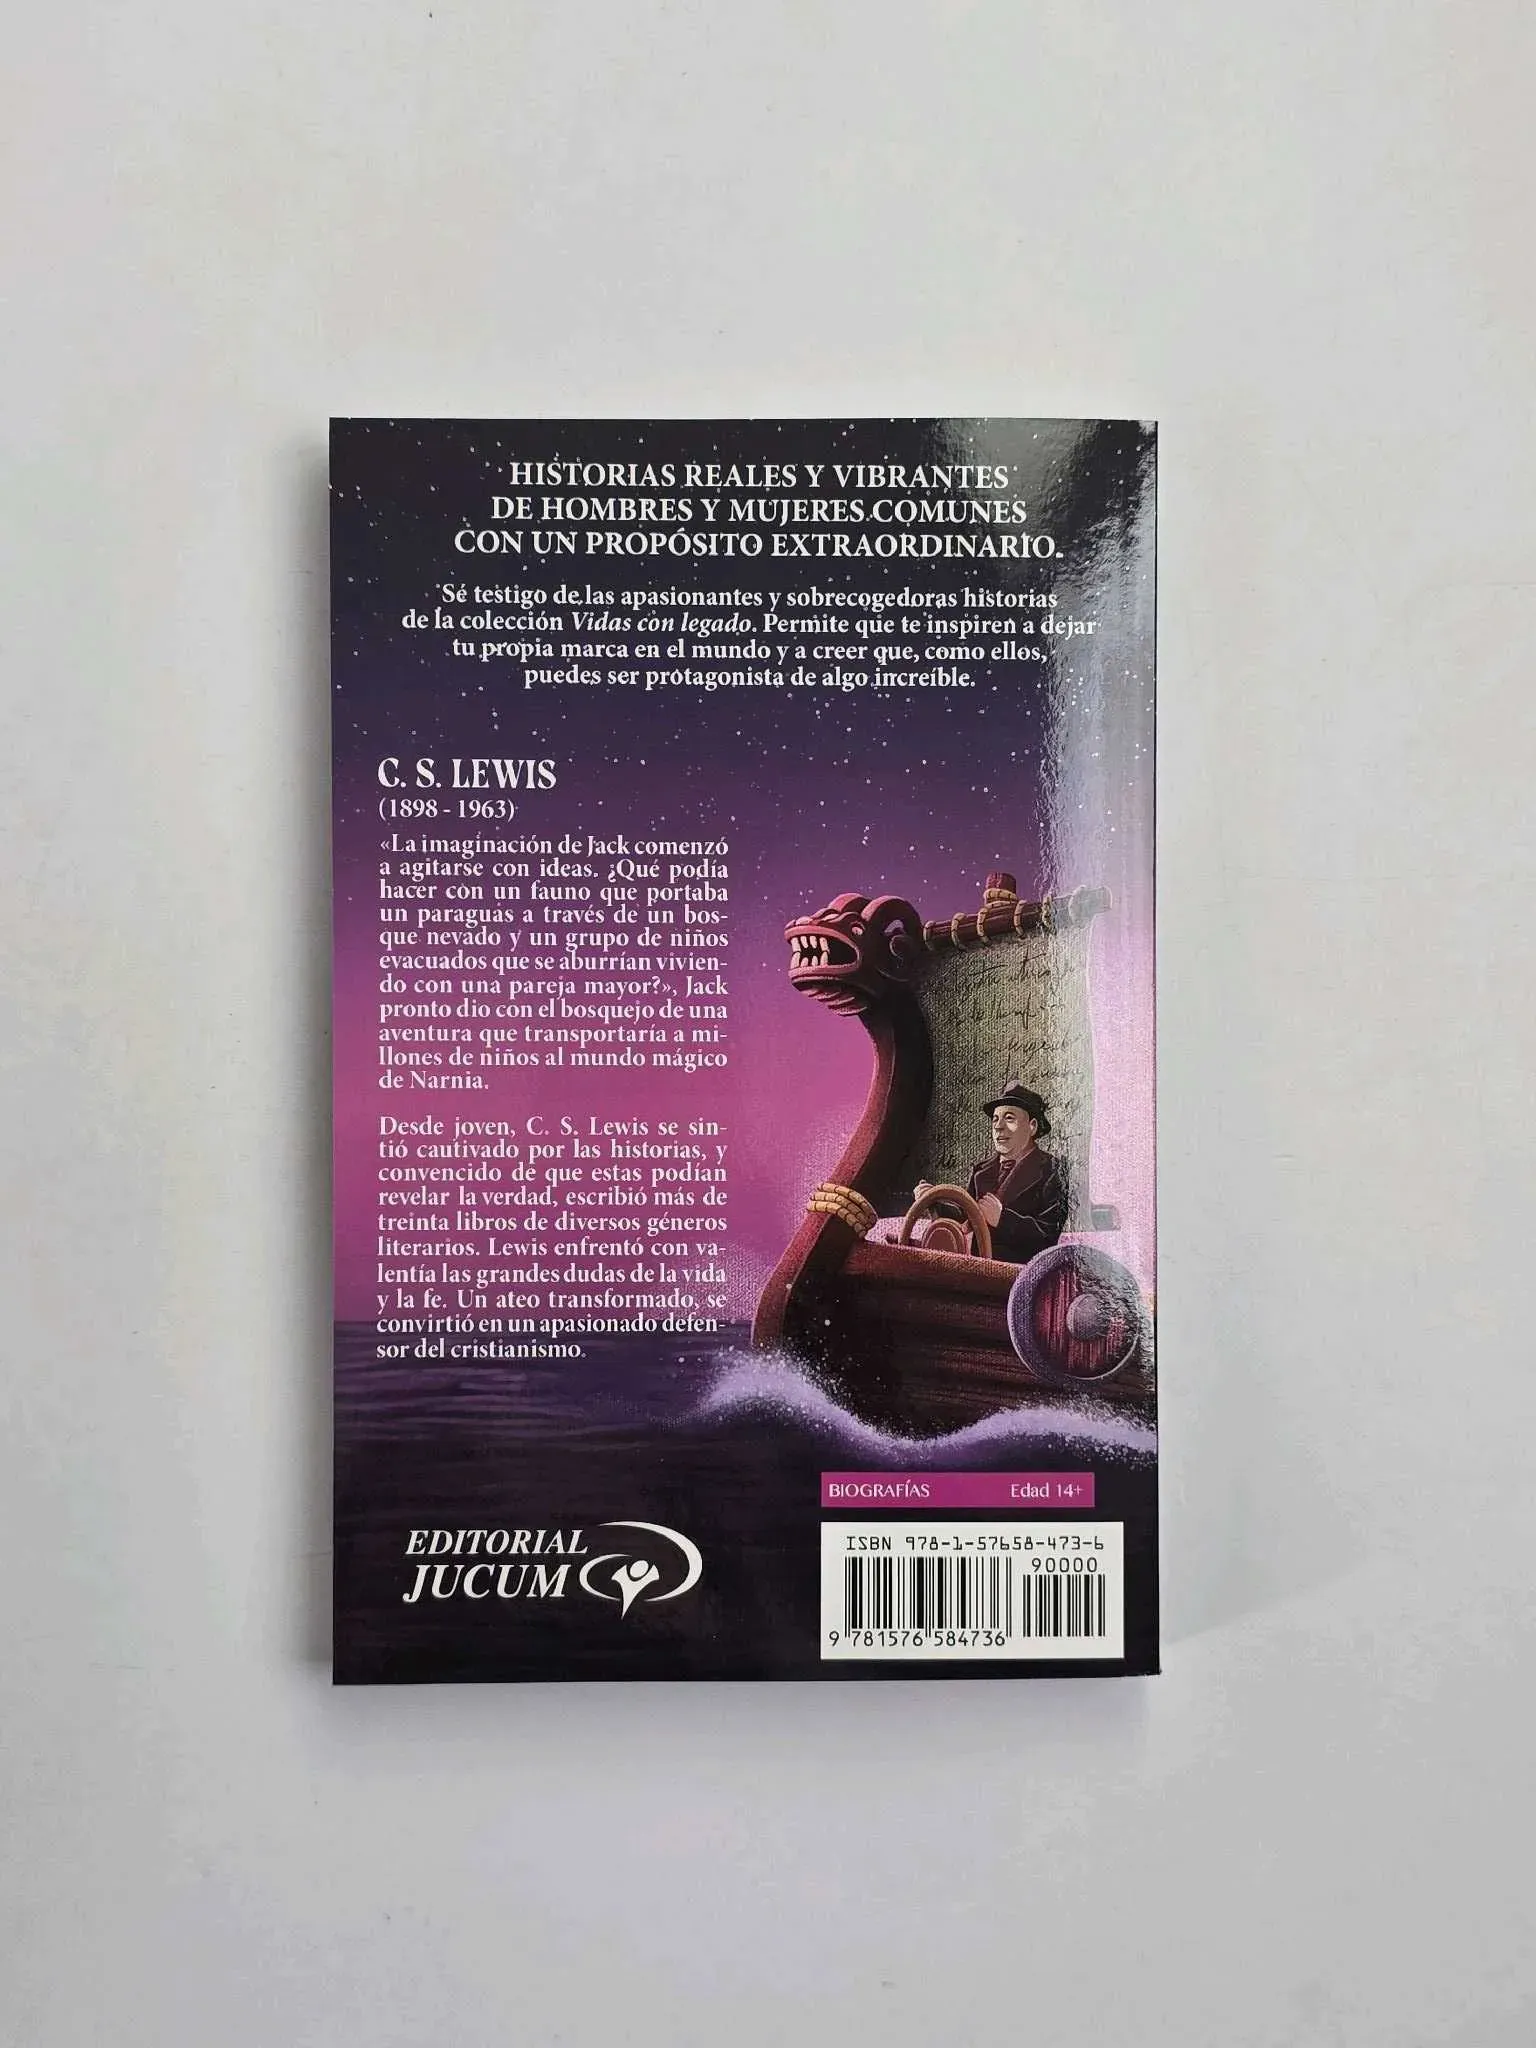 HISTORIAS REALES Y VIBRANTES
DE HOMBRES Y MUJERES COMUNES
CON UN PROPÓSITO EXTRAORDINARIO.
Sé testigo de las apasionantes y sobrecogedoras historias
de la colección Vidas con legado. Permite que te inspiren a dejar
tu propia marca en el mundo y a creer que, como ellos,
puedes ser protagonista de algo increíble.
C. S. LEWIS
(1898 - 1963)
«La imaginación de Jack comenzó
a agitarse con ideas. ¿Qué podía
hacer con un fauno que portaba
un paraguas a través de un bos-
que nevado y un grupo de niños
evacuados que se aburrían vivien-
do con una pareja mayor?», Jack
pronto dio con el bosquejo de una
aventura que transportaría a mi-
llones de niños al mundo mágico
de Narnia.
Desde joven, C. S. Lewis se sin-
tió cautivado por las historias, y
convencido de que estas podían
revelar la verdad, escribió más de
treinta libros de diversos géneros
literarios. Lewis enfrentó con va-
lentía las grandes dudas de la vida
y la fe. Un ateo transformado, se
convirtió en un apasionado defen-
sor del cristianismo.
BIOGRAFÍAS Edad 14+
EDITORIAL
JUCUM
ISBN 978-1-57658-473-6
90000
9 781576 584736